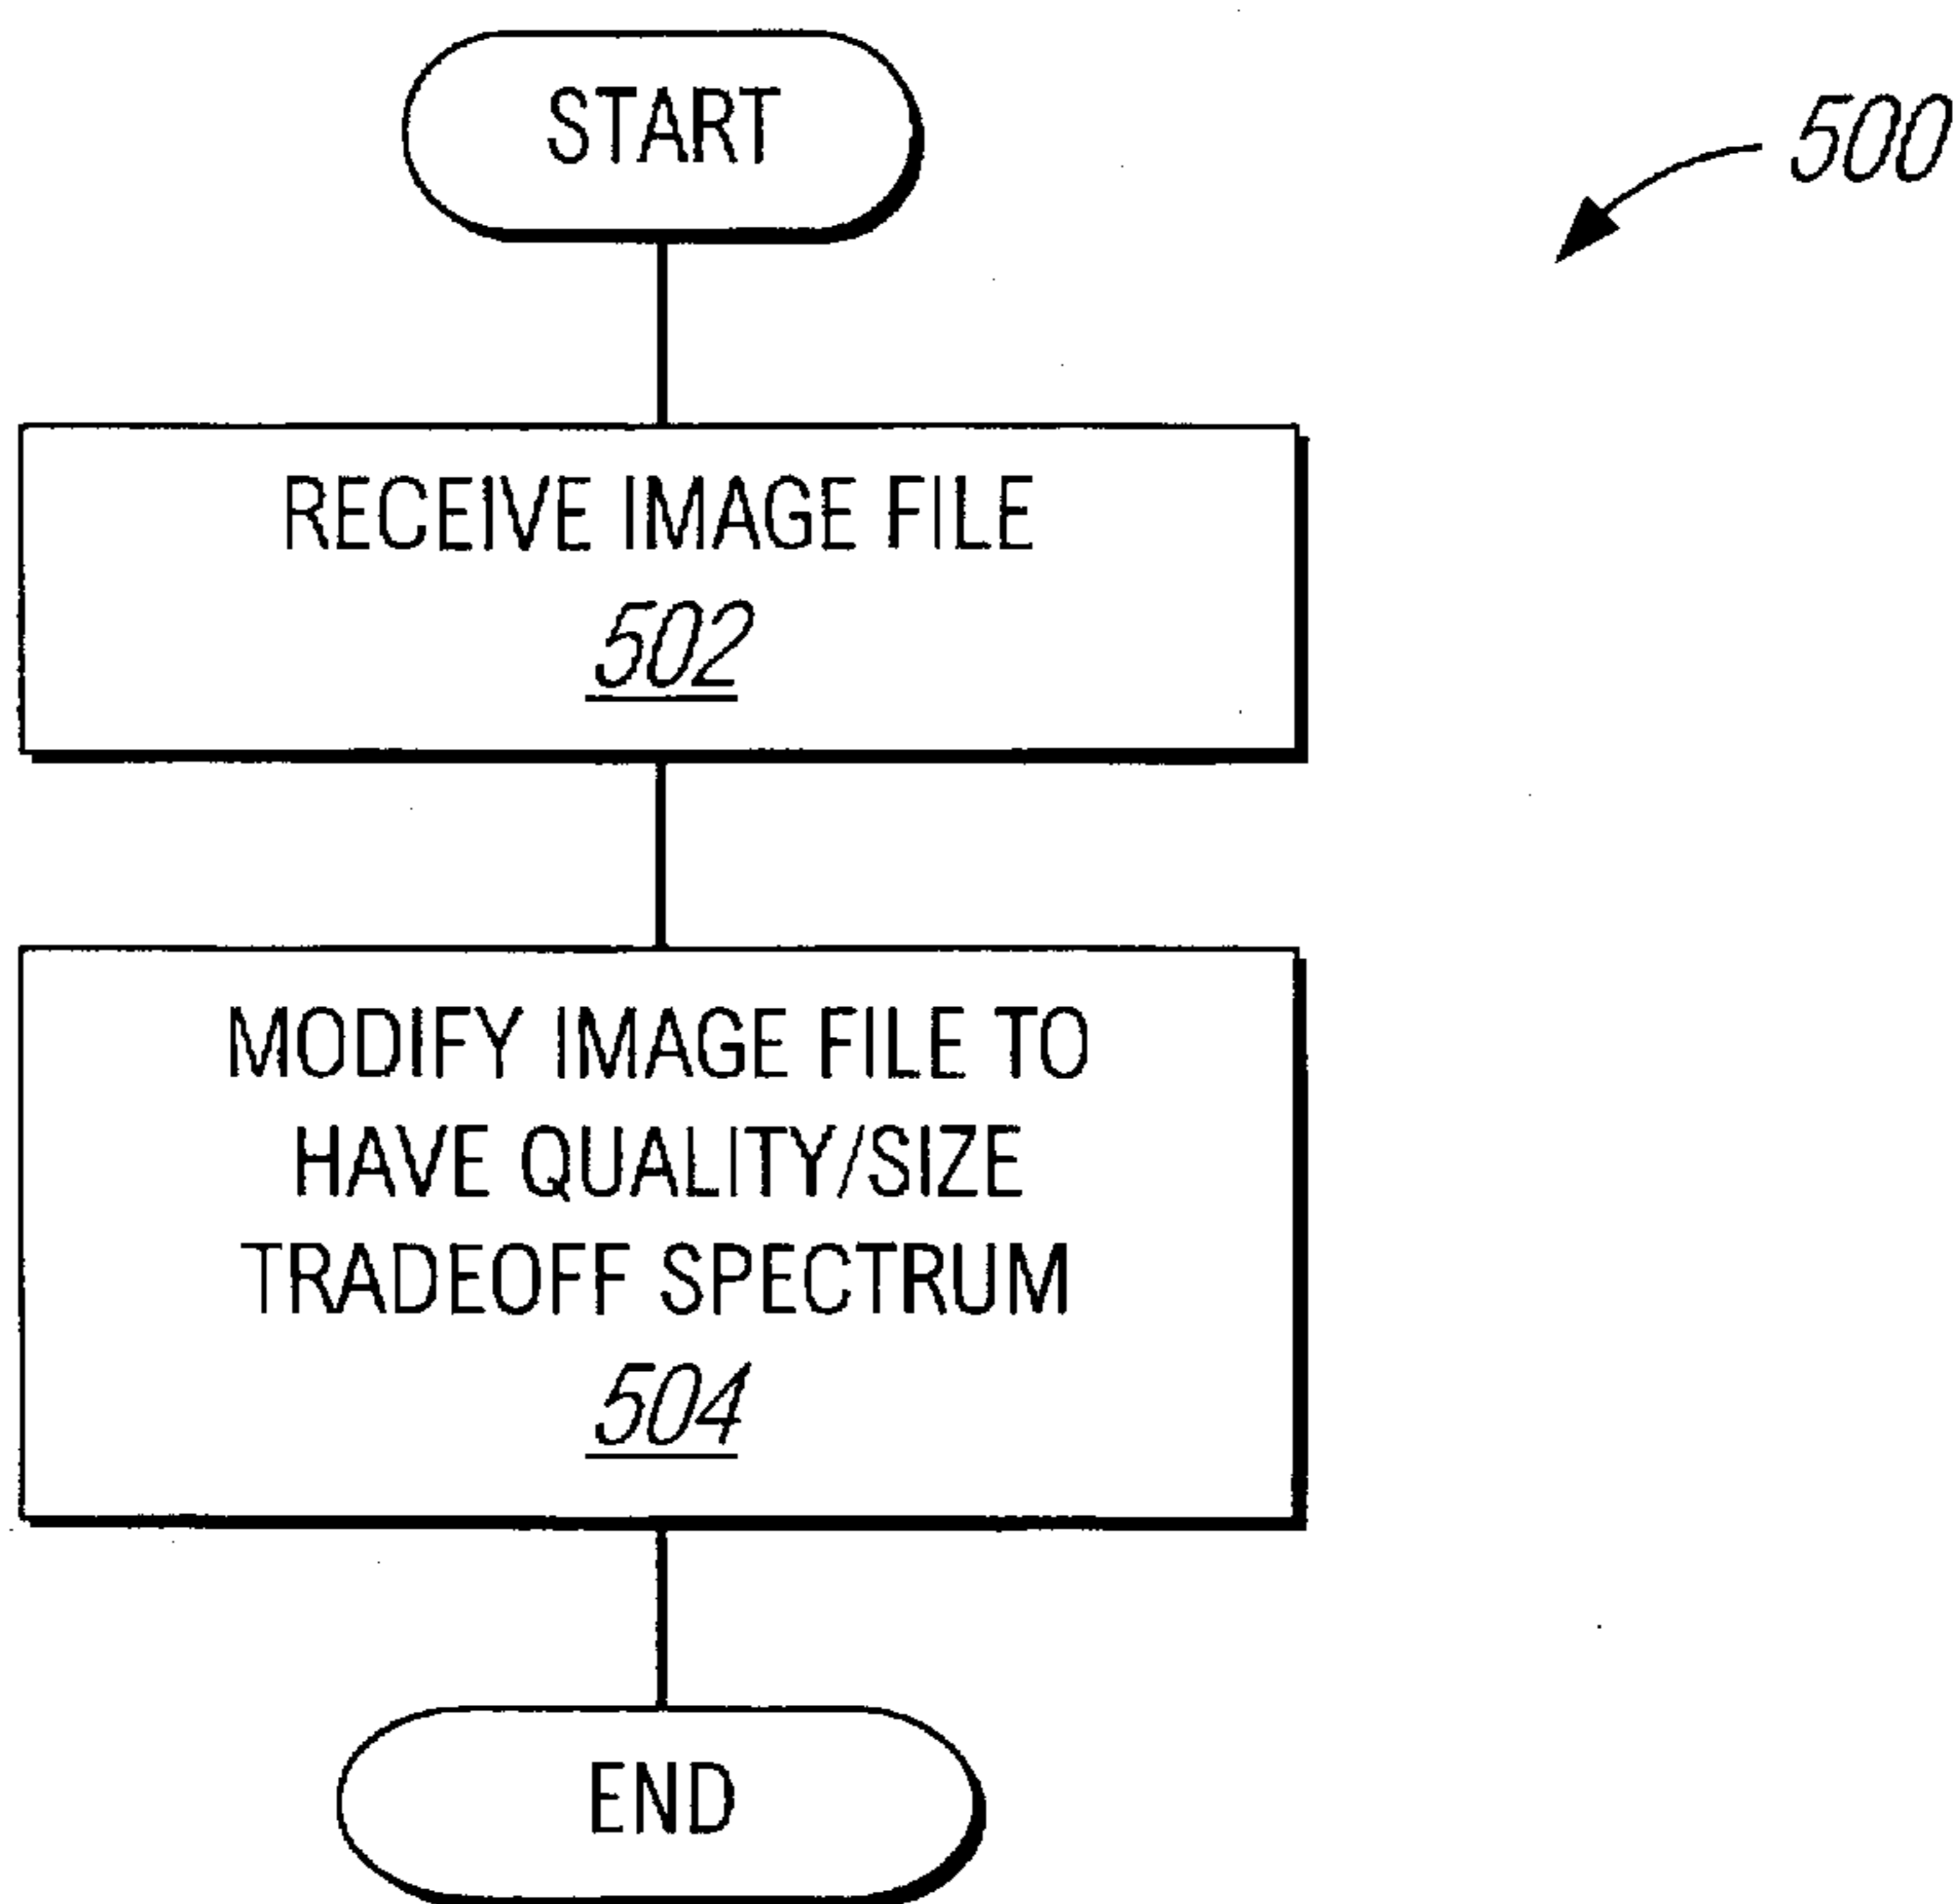 START
500
RECEIVE IMAGE FILE
502
MODIFY IMAGE FILE TO
HAVE QUALITY/SIZE
TRADEOFF SPECTRUM
504
END